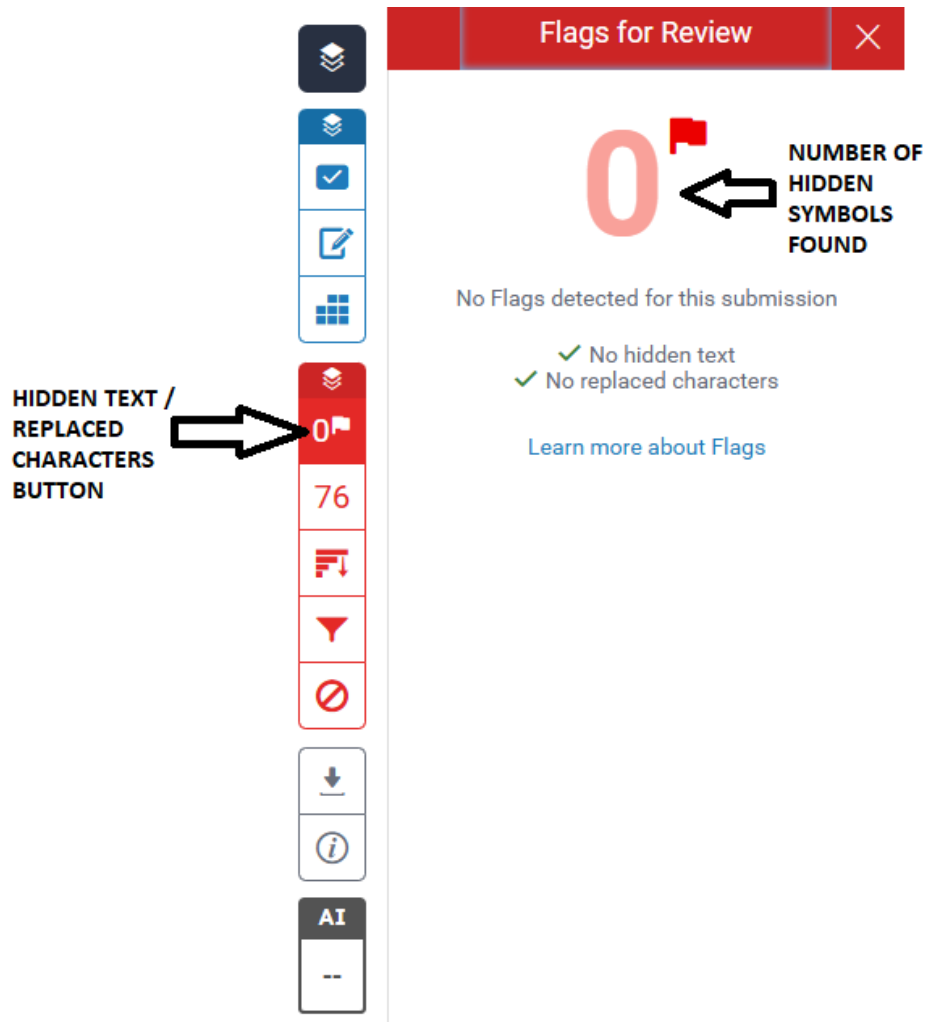 Flags for Review
0
NUMBER OF
HIDDEN
SYMBOLS
FOUND
No Flags detected for this submission
No hidden text
No replaced characters
Learn more about Flags
HIDDEN TEXT /
REPLACED
CHARACTERS
BUTTON
0
76
AI
--